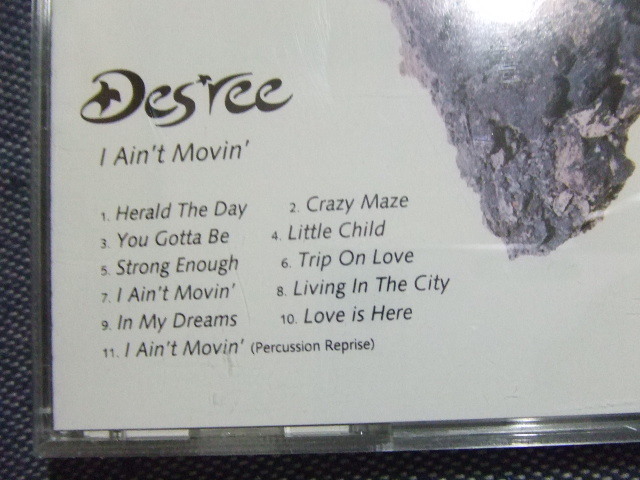 Des'ree
I Ain't Movin'
1. Herald The Day 2. Crazy Maze
3. You Gotta Be 4. Little Child
5. Strong Enough 6. Trip On Love
7. I Ain't Movin' 8. Living In The City
9. In My Dreams 10. Love is Here
11. I Ain't Movin' (Percussion Reprise)